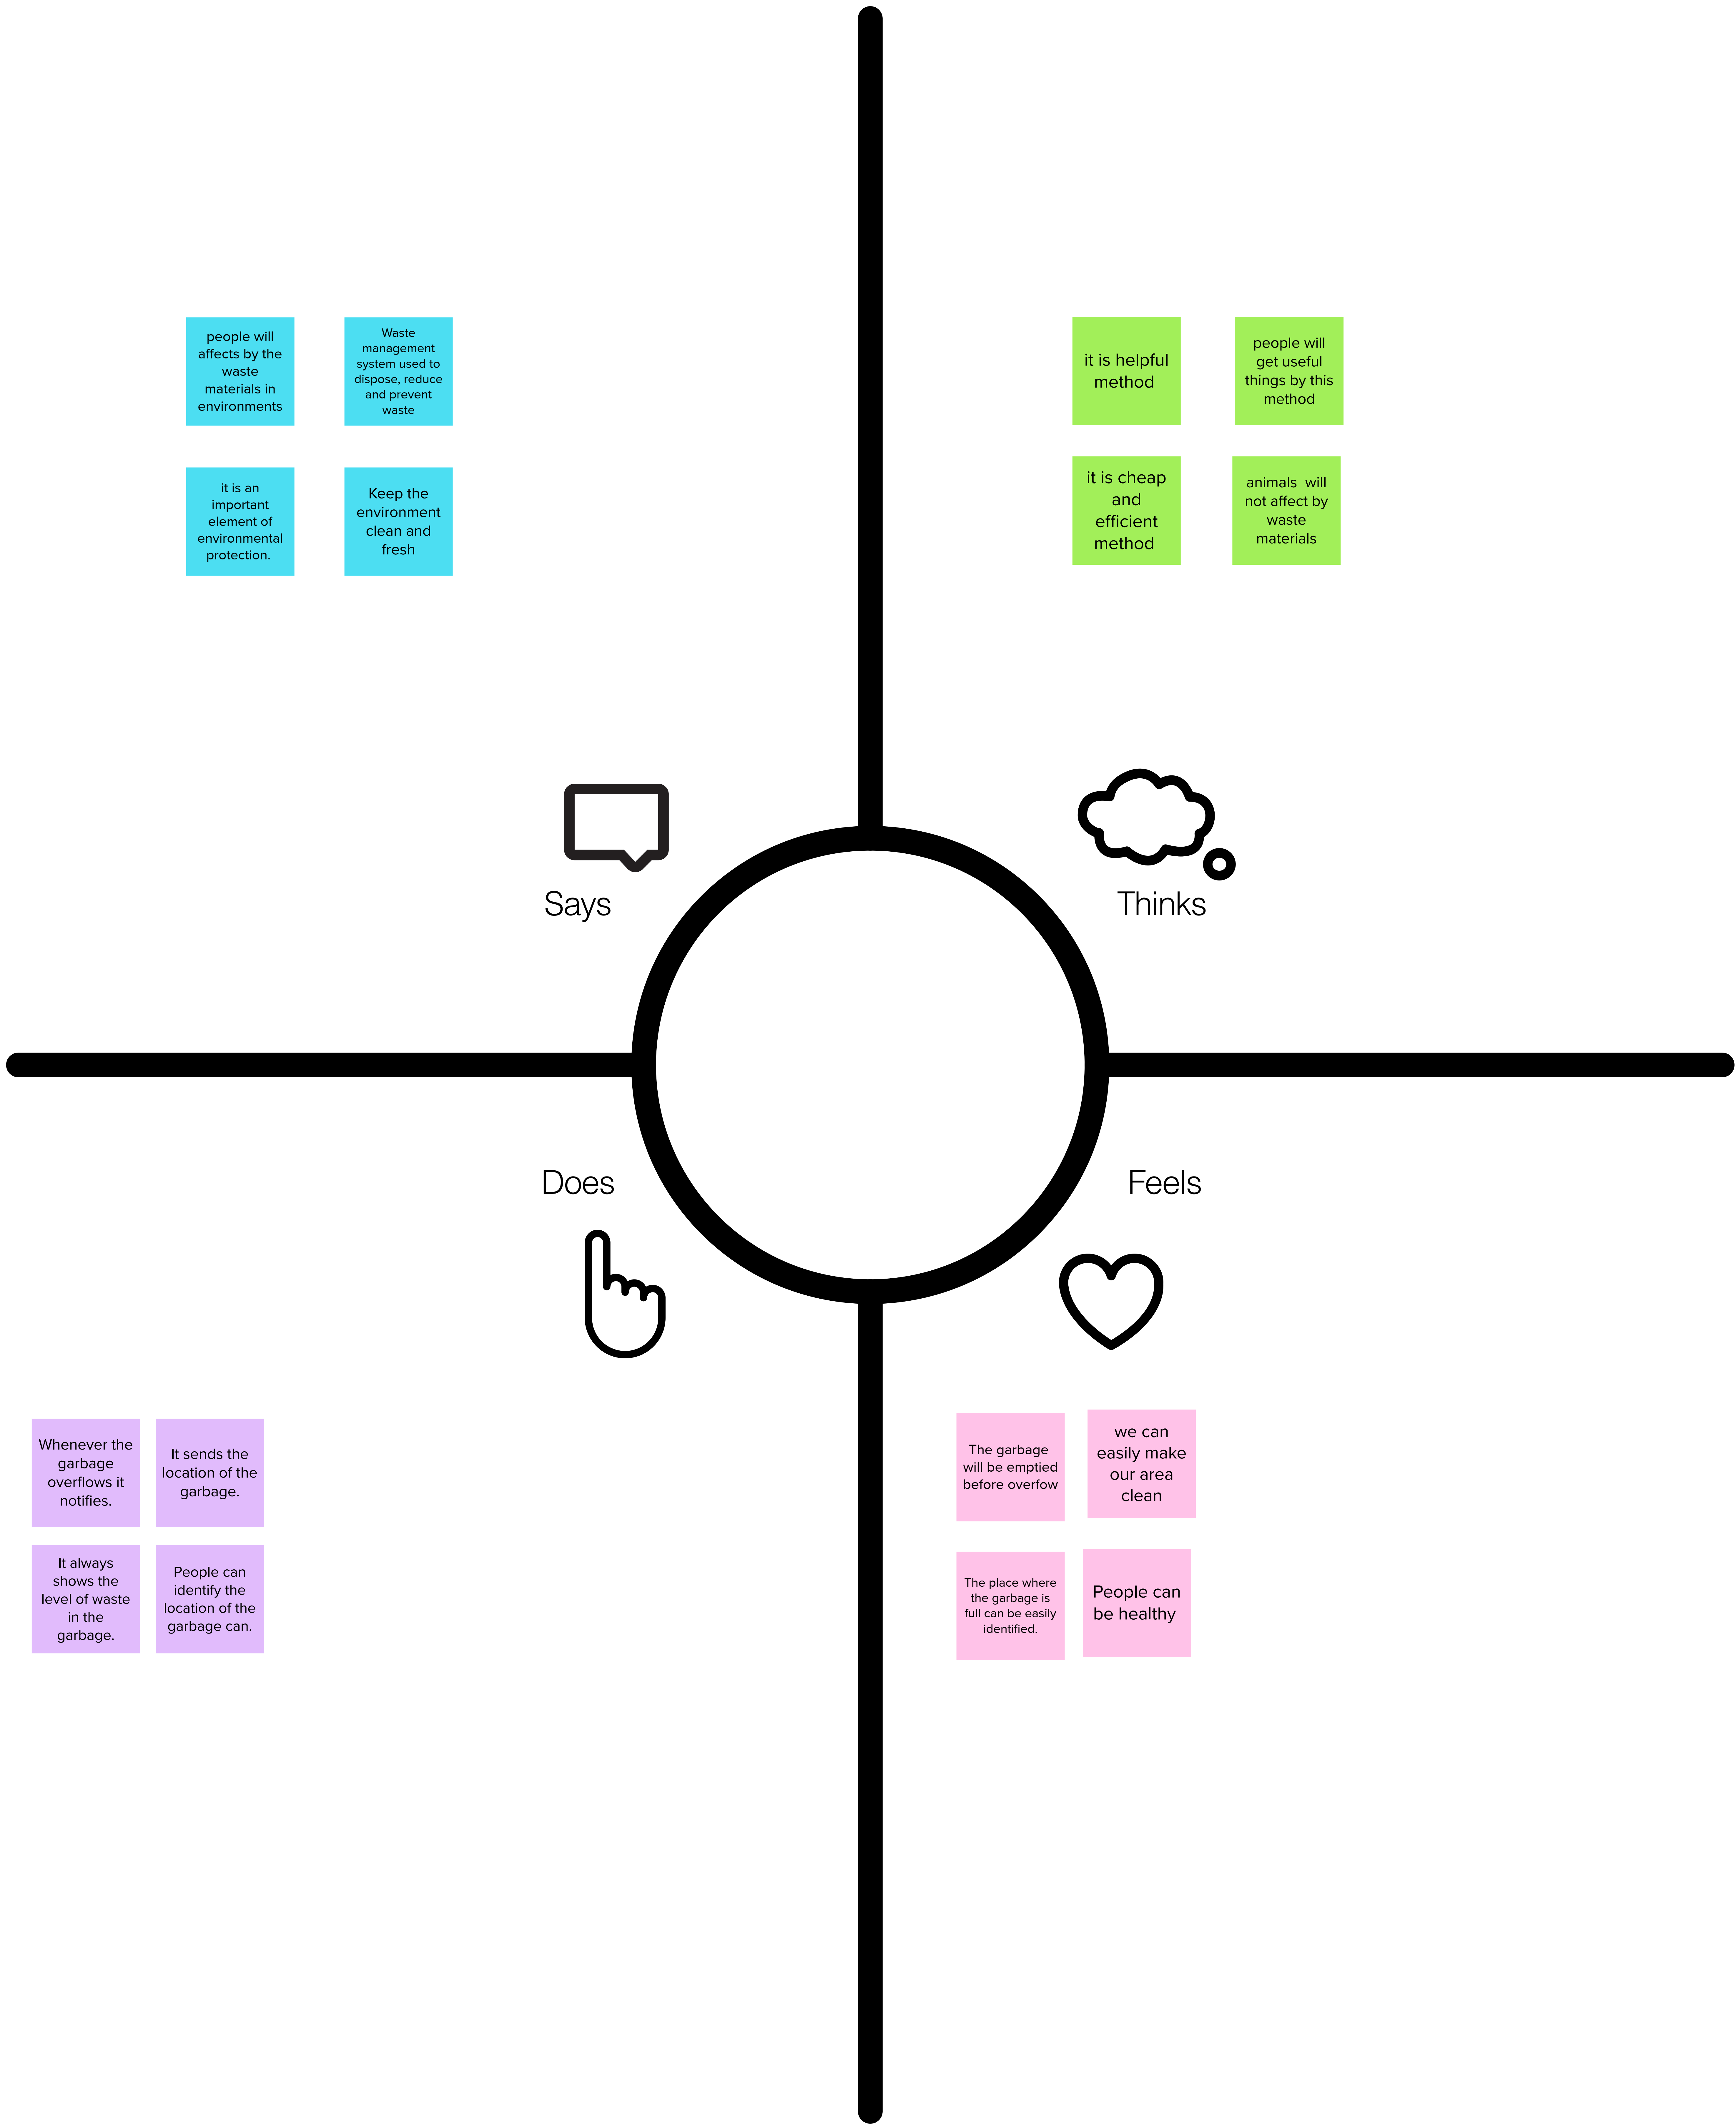 people will
affects by the
waste
materials in
environments
Waste
management
system used to
dispose, reduce
and prevent
waste
it is an
important
element of
environmental
protection.
Keep the
environment
clean and
fresh
it is helpful
method
people will
get useful
things by this
method
it is cheap
and
efficient
method
animals  will
not affect by
waste
materials
Says
Thinks
Does
Feels
Whenever the
garbage
overflows it
notifies.
It sends the
location of the
garbage.
It always
shows the
level of waste
in the
garbage.
People can
identify the
location of the
garbage can.
The garbage
will be emptied
before overfow
we can
easily make
our area
clean
The place where
the garbage is
full can be easily
identified.
People can
be healthy